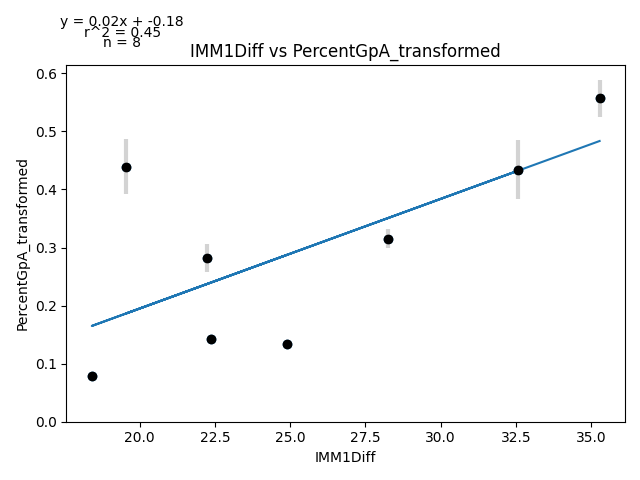 y = 0.02x + -0.18
r^2 = 0.45
n = 8
IMM1Diff vs PercentGpA_transformed
PercentGpA_transformed
0.6
0.5
0.4
0.3
0.2
0.1
0.0
20.0 22.5 25.0 27.5 30.0 32.5 35.0
IMM1Diff